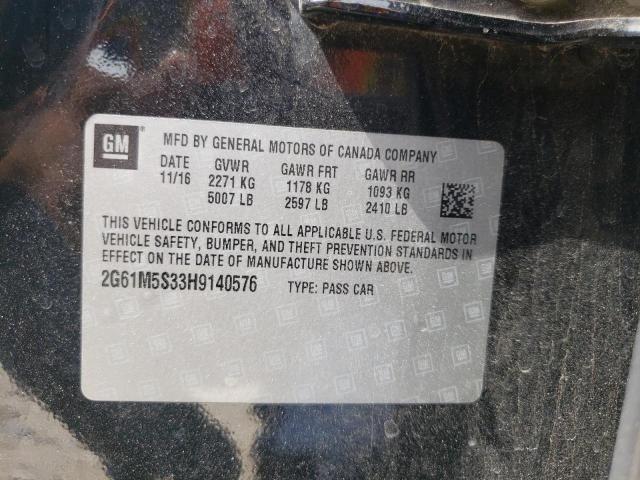 GM
MFD BY GENERAL MOTORS OF CANADA COMPANY
DATE GVWR GAWR FRT GAWR RR
11/16 2271 KG 1178 KG 1093 KG
5007 LB 2597 LB 2410 LB
THIS VEHICLE CONFORMS TO ALL APPLICABLE U.S. FEDERAL MOTOR
VEHICLE SAFETY, BUMPER, AND THEFT PREVENTION STANDARDS IN
EFFECT ON THE DATE OF MANUFACTURE SHOWN ABOVE.
2G61M5S33H9140576 TYPE: PASS CAR